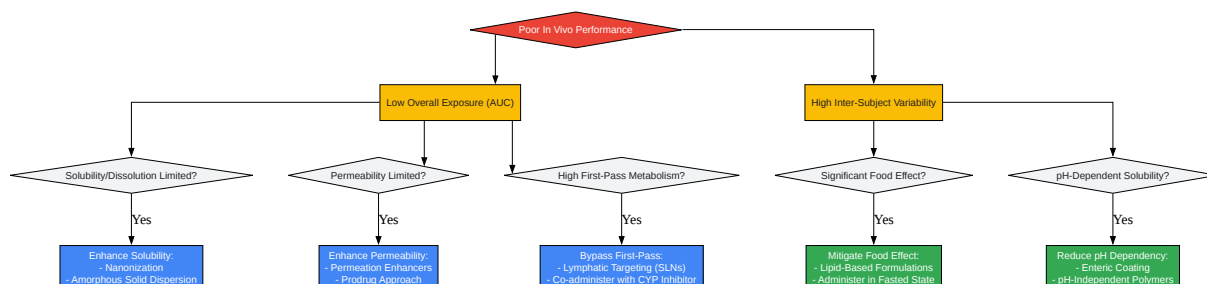 Poor In Vivo Performance
Low Overall Exposure (AUC)
High Inter-Subject Variability
Solubility/Dissolution Limited?
Permeability Limited?
High First-Pass Metabolism?
Significant Food Effect?
pH-Dependent Solubility?
Yes
Yes
Yes
Yes
Yes
Enhance Solubility:
- Nanonization
- Amorphous Solid Dispersion
Enhance Permeability:
- Permeation Enhancers
- Prodrug Approach
Bypass First-Pass:
- Lymphatic Targeting (SLNs)
- Co-administer with CYP Inhibitor
Mitigate Food Effect:
- Lipid-Based Formulations
- Administer in Fasted State
Reduce pH Dependency:
- Enteric Coating
- pH-Independent Polymers